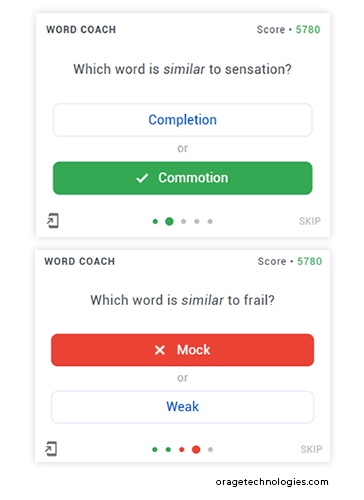 WORD COACH Score • 5780
Which word is similar to sensation?
Completion
or
Commotion
SKIP
WORD COACH Score • 5780
Which word is similar to frail?
Mock
or
Weak
SKIP
oragetechnologies.com